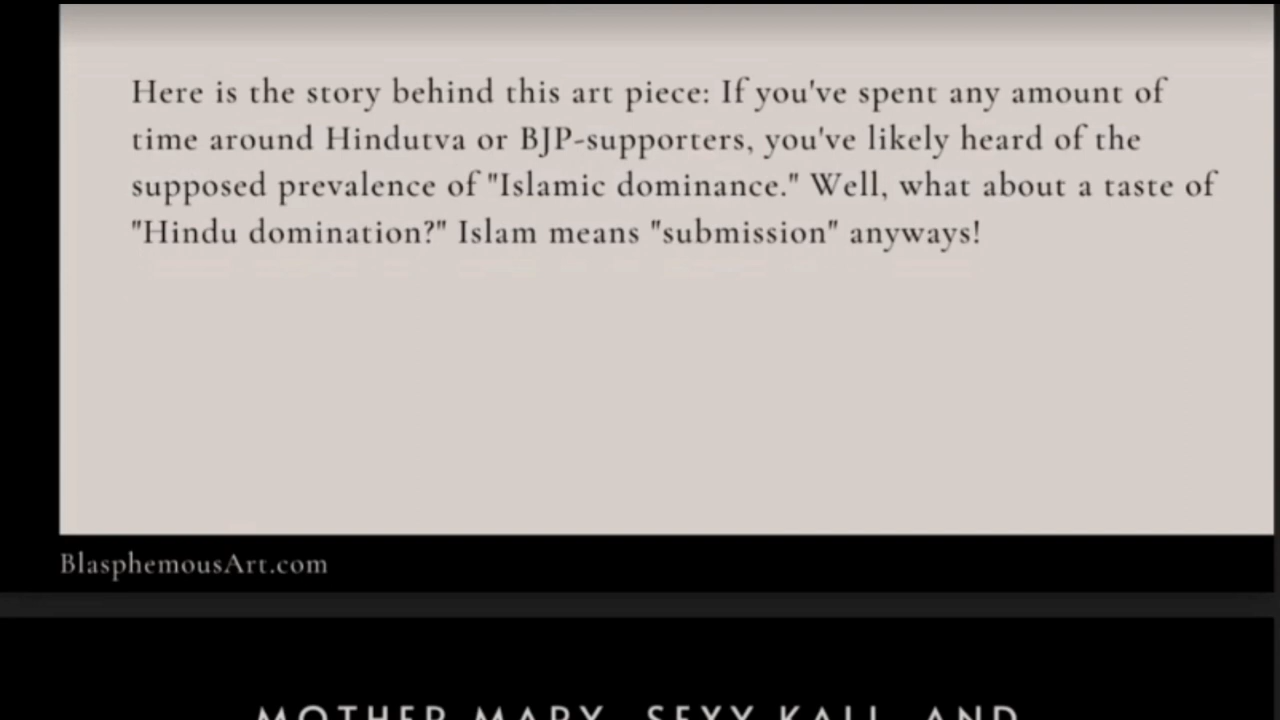 Here is the story behind this art piece: If you've spent any amount of
time around Hindutva or BJP-supporters, you've likely heard of the
supposed prevalence of "Islamic dominance." Well, what about a taste of
"Hindu domination?" Islam means "submission" anyways!
BlasphemousArt.com
MOTHER MARY, SEXY KALI, AND